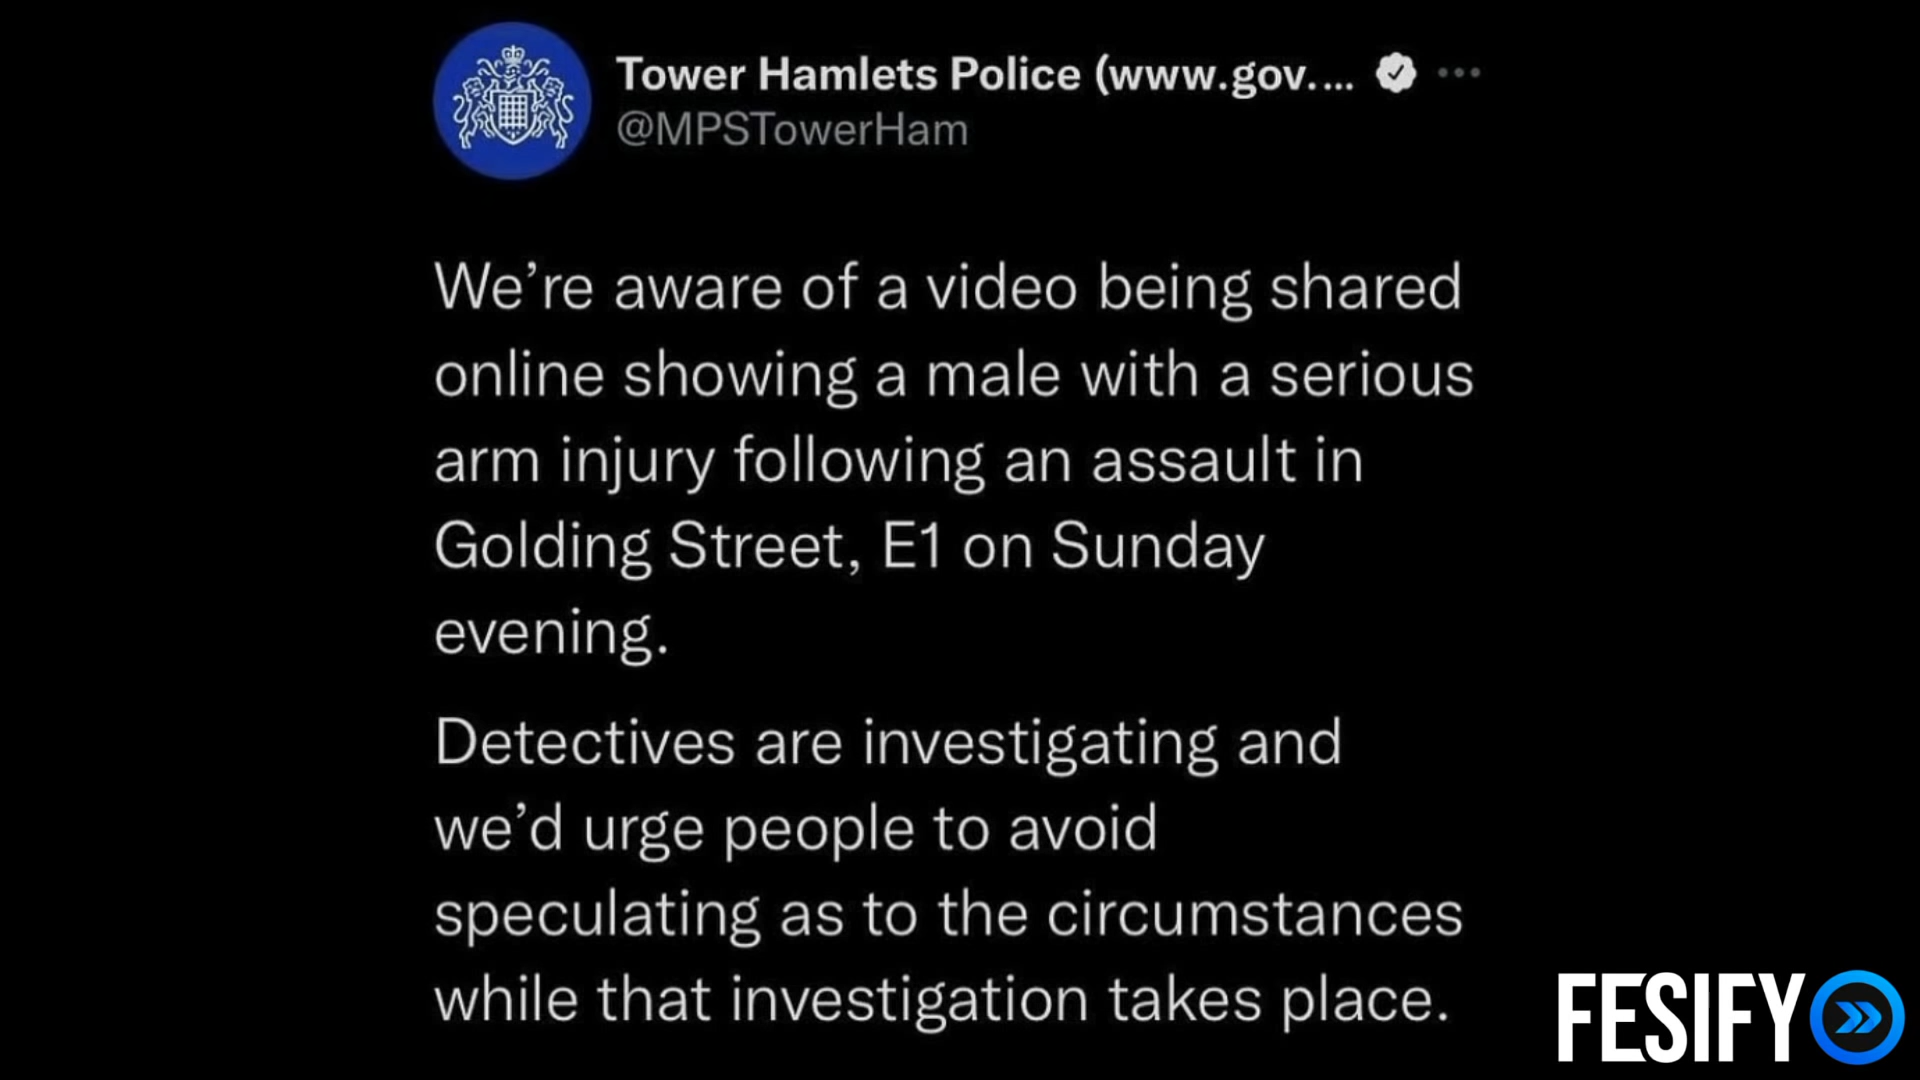 Tower Hamlets Police (www.gov....
@MPSTowerHam
We’re aware of a video being shared
online showing a male with a serious
arm injury following an assault in
Golding Street, E1 on Sunday
evening.
Detectives are investigating and
we’d urge people to avoid
speculating as to the circumstances
while that investigation takes place.
FESIFY